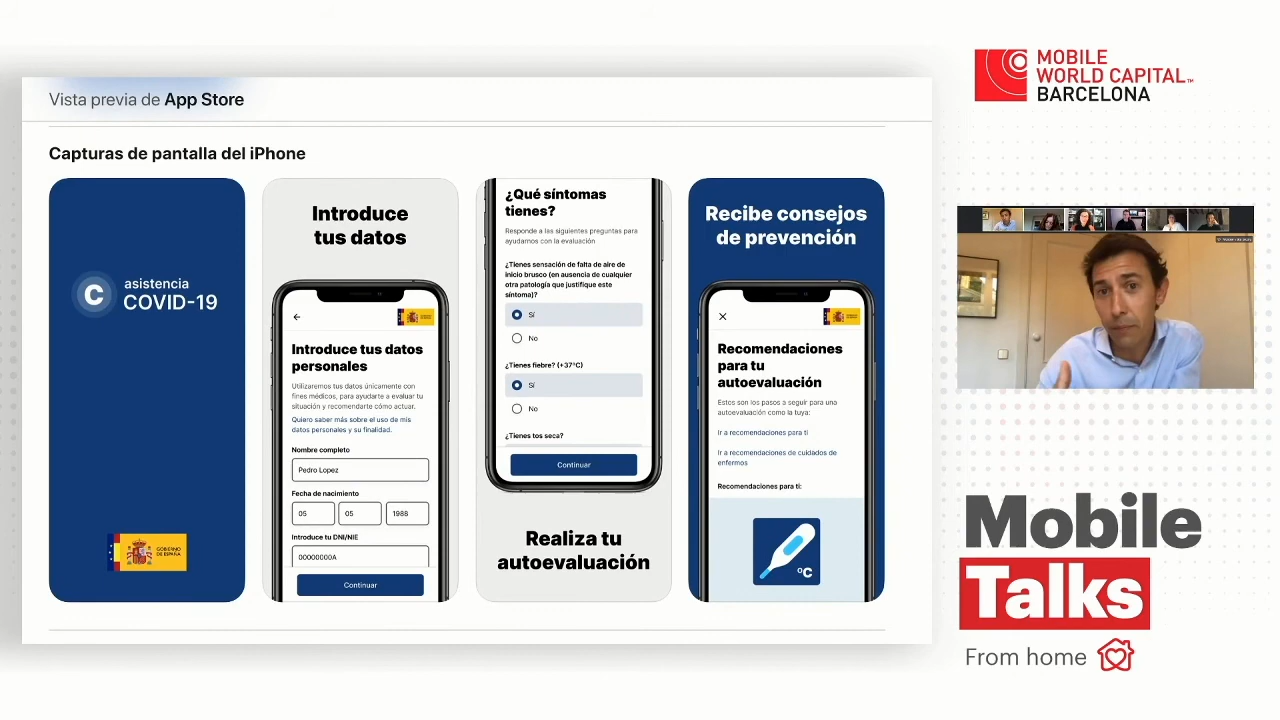 Vista previa de App Store
Capturas de pantalla del iPhone
asistencia
COVID-19
GOBIERNO
DE ESPAÑA
Introduce
tus datos
Introduce tus datos
personales
Utilizaremos tus datos únicamente con
fines médicos, para ayudarte a evaluar tu
situación y recomendarte cómo actuar.
Quiero saber más sobre el uso de mis
datos personales y su finalidad.
Nombre completo
Pedro Lopez
Fecha de nacimiento
05 05 1988
Introduce tu DNI/NIE
00000000A
Continuar
¿Qué síntomas
tienes?
Responde a las siguientes preguntas para
ayudarnos con la evaluación
¿Tienes sensación de falta de aire de
inicio brusco (en ausencia de cualquier
otra patología que justifique este
síntoma)?
Sí
No
¿Tienes fiebre? (+37ºC)
Sí
No
¿Tienes tos seca?
Continuar
Realiza tu
autoevaluación
Recibe consejos
de prevención
Recomendaciones
para tu
autoevaluación
Estos son los pasos a seguir para una
autoevaluación como la tuya:
Ir a recomendaciones para ti
Ir a recomendaciones de cuidados de
enfermos
Recomendaciones para ti:
ºC
MOBILE
WORLD CAPITAL™
BARCELONA
Mobile
Talks
From home